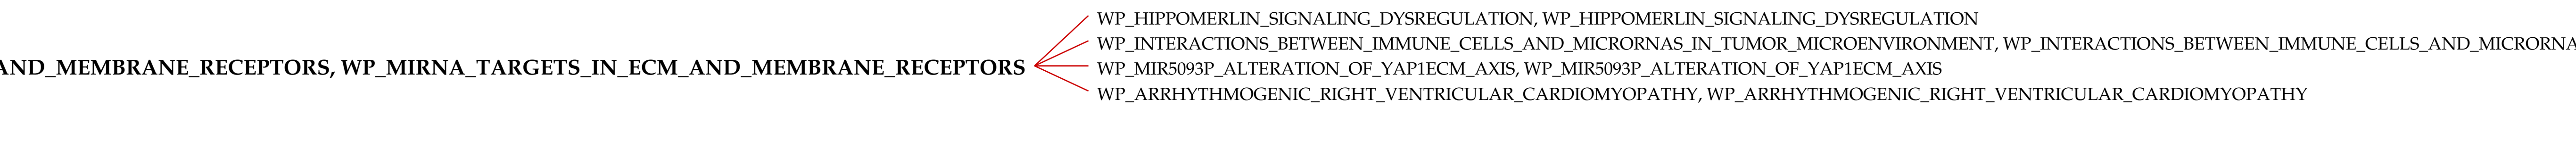 WP_HIPPOMERLIN_SIGNALING_DYSREGULATION, WP_HIPPOMERLIN_SIGNALING_DYSREGULATION
WP_INTERACTIONS_BETWEEN_IMMUNE_CELLS_AND_MICRORNAS_IN_TUMOR_MICROENVIRONMENT, WP_INTERACTIONS_BETWEEN_IMMUNE_CELLS_AND_MICRORNA
AND_MEMBRANE_RECEPTORS, WP_MIRNA_TARGETS_IN_ECM_AND_MEMBRANE_RECEPTORS
WP_MIR5093P_ALTERATION_OF_YAP1ECM_AXIS, WP_MIR5093P_ALTERATION_OF_YAP1ECM_AXIS
WP_ARRHYTHMOGENIC_RIGHT_VENTRICULAR_CARDIOMYOPATHY, WP_ARRHYTHMOGENIC_RIGHT_VENTRICULAR_CARDIOMYOPATHY